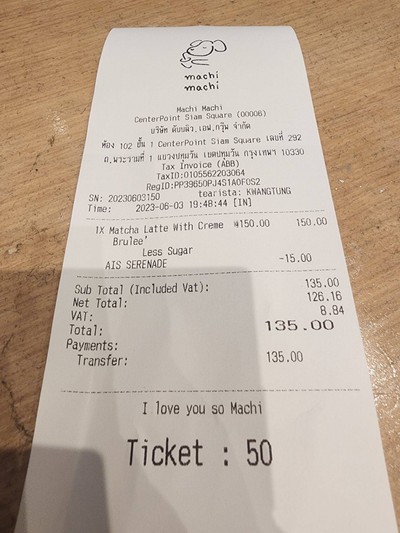 machi
machi
Machi Machi
CenterPoint Siam Square (00006)
บริษัท ดับบลิว.เอฟ.กรุ๊ป จำกัด
ห้อง 102 ชั้น 1 CenterPoint Siam Square เลขที่ 292
ถ.พระรามที่ 1 แขวงปทุมวัน เขตปทุมวัน กรุงเทพฯ 10330
Tax Invoice (ABB)
TaxID:0105562203064
RegID:PP39650PJ4S1A0F0S2
SN: 20230603150 tearista: KWANGTUNG
Time: 2023-06-03 19:48:44 [IN]
1X Matcha Latte With Creme ฿150.00 150.00
Brulee'
Less Sugar
AIS SERENADE -15.00
Sub Total (Included Vat): 135.00
Net Total: 126.16
VAT: 8.84
Total: 135.00
Payments:
Transfer: 135.00
I love you so Machi
Ticket : 50